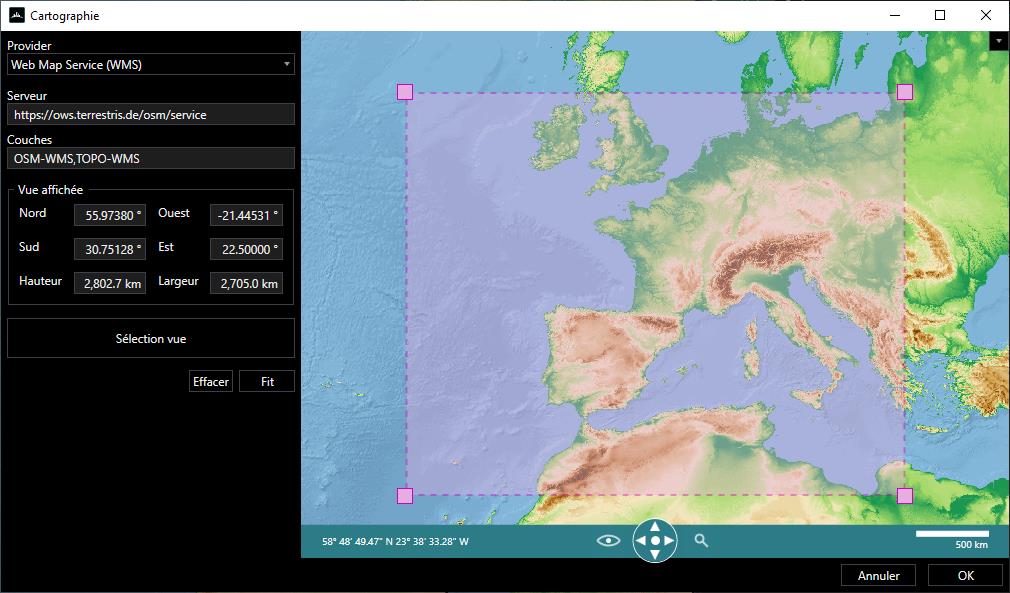 Cartographie
Provider
Web Map Service (WMS)
Serveur
https://ows.terrestris.de/osm/service
Couches
OSM-WMS,TOPO-WMS
Vue affichée
Nord 55.97380 ° Ouest -21.44531 °
Sud 30.75128 ° Est 22.50000 °
Hauteur 2,802.7 km Largeur 2,705.0 km
Sélection vue
Effacer Fit
58° 48' 49.47" N 23° 38' 33.28" W
500 km
Annuler OK